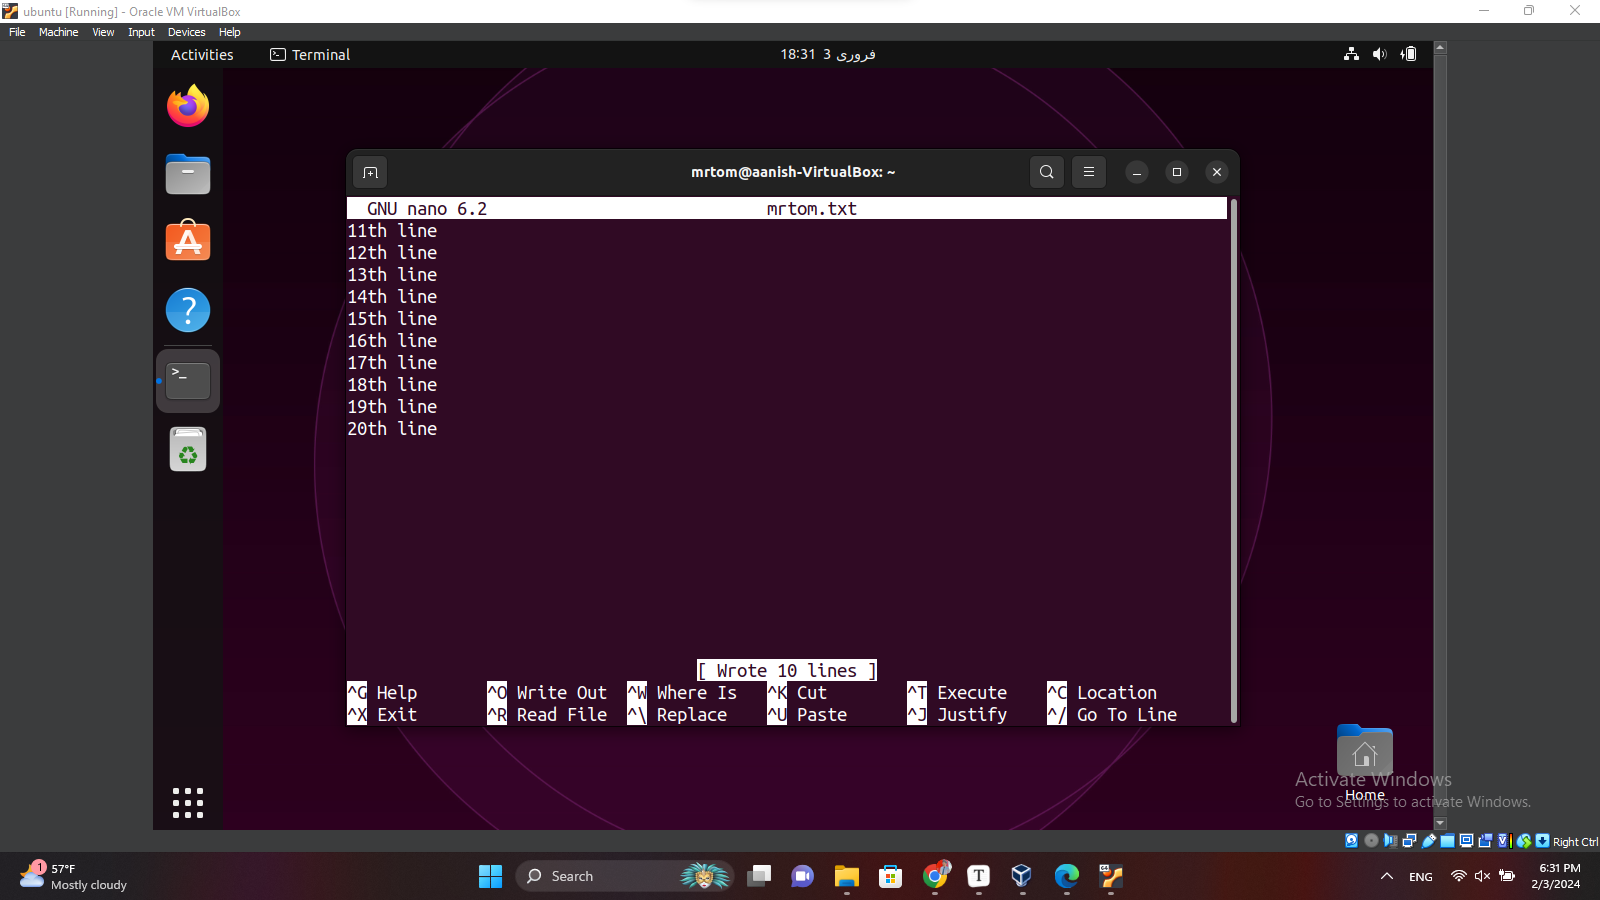 ubuntu [Running] - Oracle VM VirtualBox
File Machine View Input Devices Help
Activities Terminal 18:31 3 فروری
mrtom@aanish-VirtualBox: ~
GNU nano 6.2 mrtom.txt
11th line
12th line
13th line
14th line
15th line
16th line
17th line
18th line
19th line
20th line
[ Wrote 10 lines ]
^G Help ^O Write Out ^W Where Is ^K Cut ^T Execute ^C Location
^X Exit ^R Read File ^\ Replace ^U Paste ^J Justify ^/ Go To Line
Activate Windows
Home
Go to Settings to activate Windows.
Right Ctrl
1
57°F
Mostly cloudy
Search
T
ENG
6:31 PM
2/3/2024